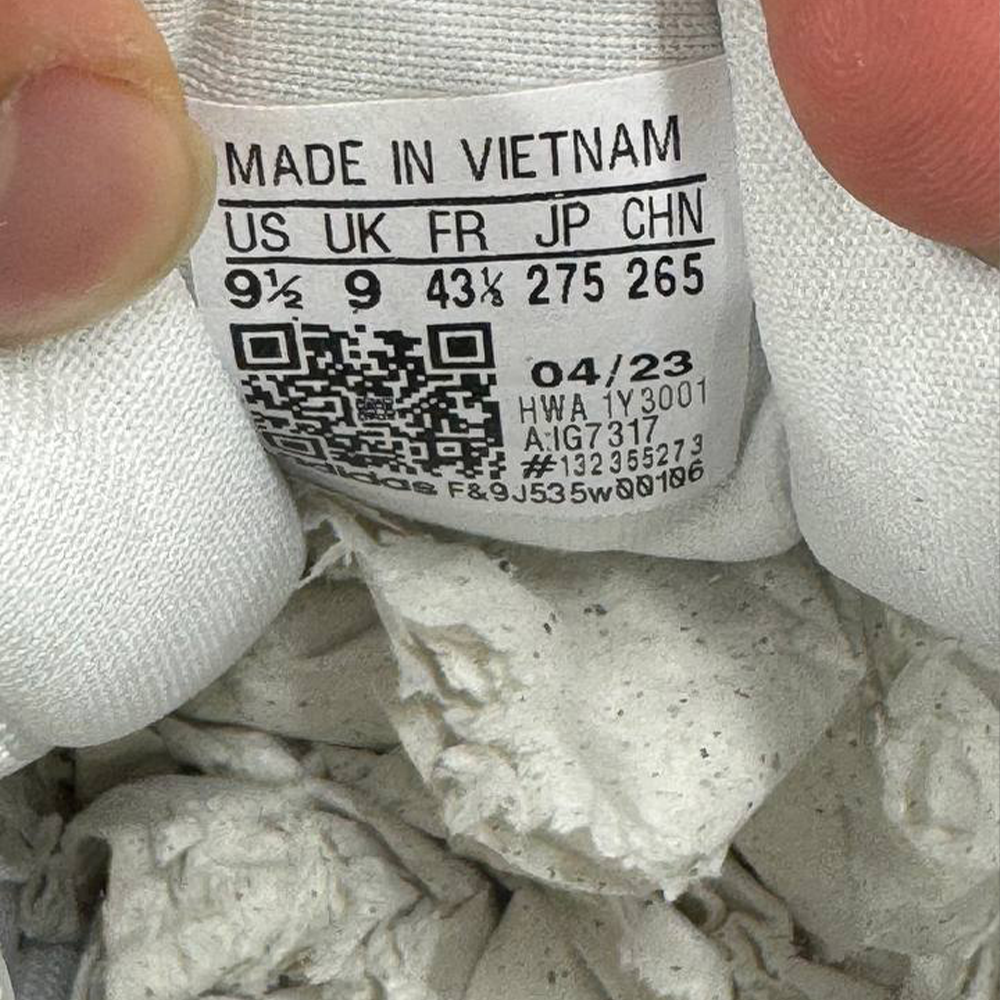 MADE IN VIETNAM
US UK FR JP CHN
9½ 9 43⅓ 275 265
04/23
HWA 1Y3001
A:IG7317
#132355273
adidas F&9J535w00106